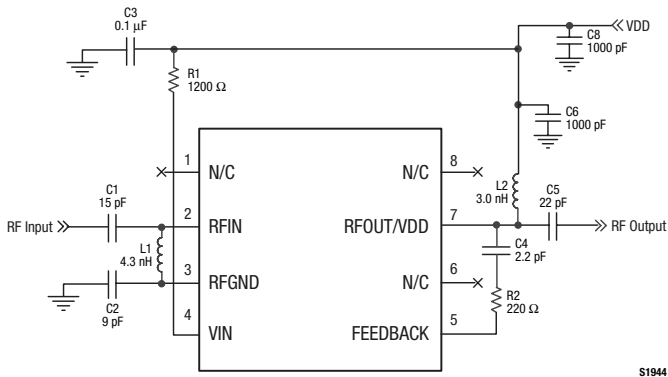 C3
0.1 μF
VDD
C8
1000 pF
R1
1200 Ω
C6
1000 pF
1
N/C
N/C
8
L2
3.0 nH
C5
22 pF
C1
15 pF
2
RF Input
RFIN
RFOUT/VDD
7
RF Output
L1
4.3 nH
C4
2.2 pF
3
RFGND
N/C
6
C2
9 pF
R2
220 Ω
4
VIN
FEEDBACK
5
S1944